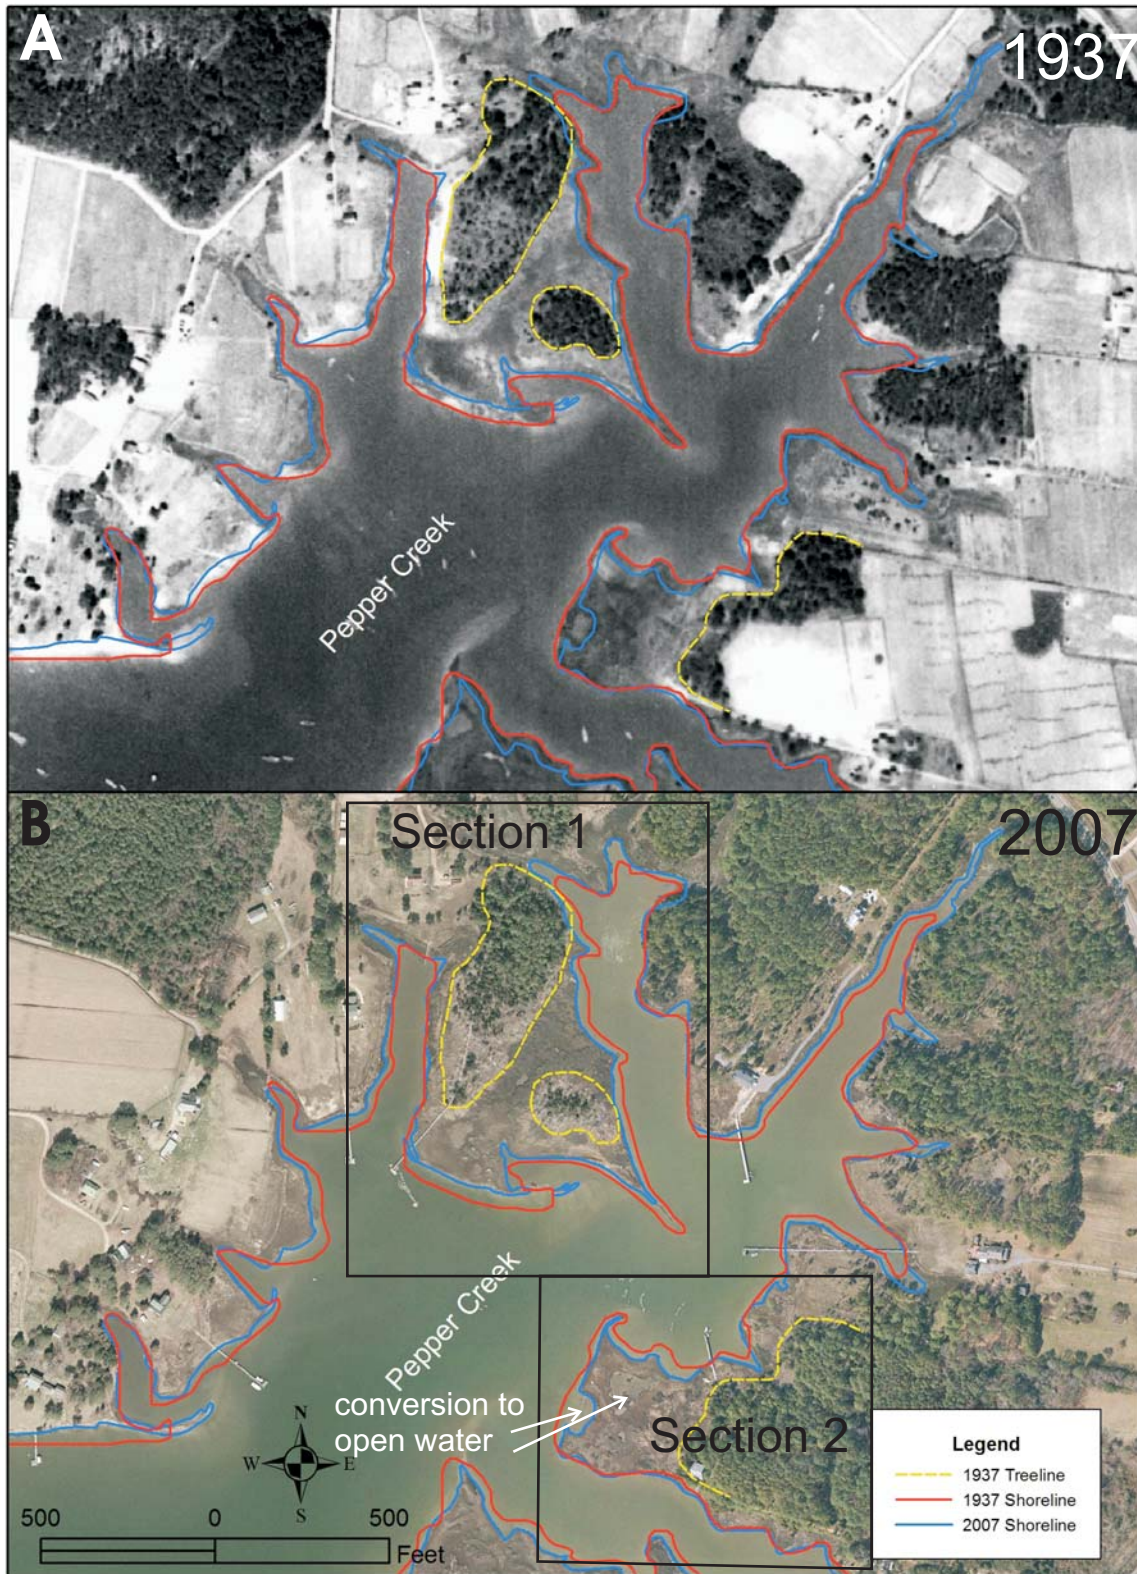 A
1937
Pepper Creek
B
2007
Section 1
Pepper Creek
conversion to
open water
Section 2
N
W
E
S
500
0
500
Feet
Legend
1937 Treeline
1937 Shoreline
2007 Shoreline